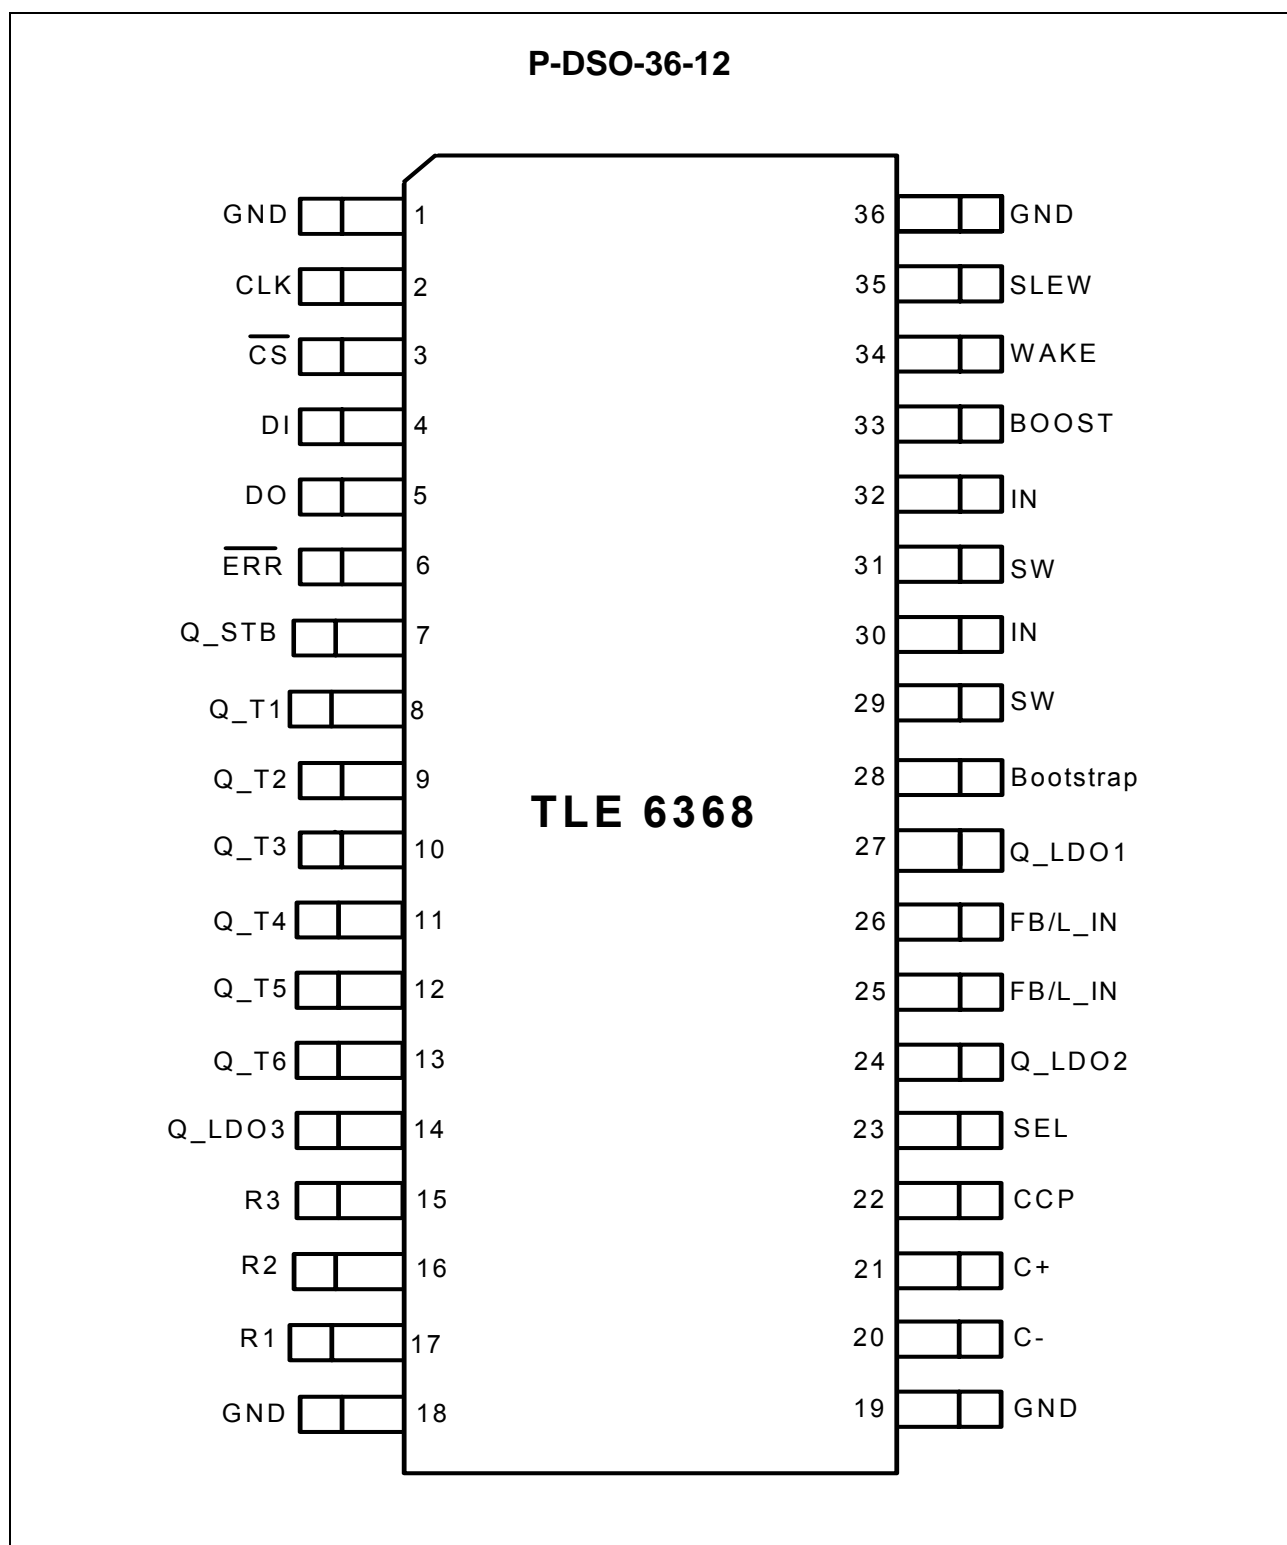 P-DSO-36-12
GND 1 36 GND
CLK 2 35 SLEW
C̅S̅ 3 34 WAKE
DI 4 33 BOOST
DO 5 32 IN
E̅R̅R̅ 6 31 SW
Q_STB 7 30 IN
Q_T1 8 29 SW
Q_T2 9 28 Bootstrap
TLE 6368
Q_T3 10 27 Q_LDO1
Q_T4 11 26 FB/L_IN
Q_T5 12 25 FB/L_IN
Q_T6 13 24 Q_LDO2
Q_LDO3 14 23 SEL
R3 15 22 CCP
R2 16 21 C+
R1 17 20 C-
GND 18 19 GND